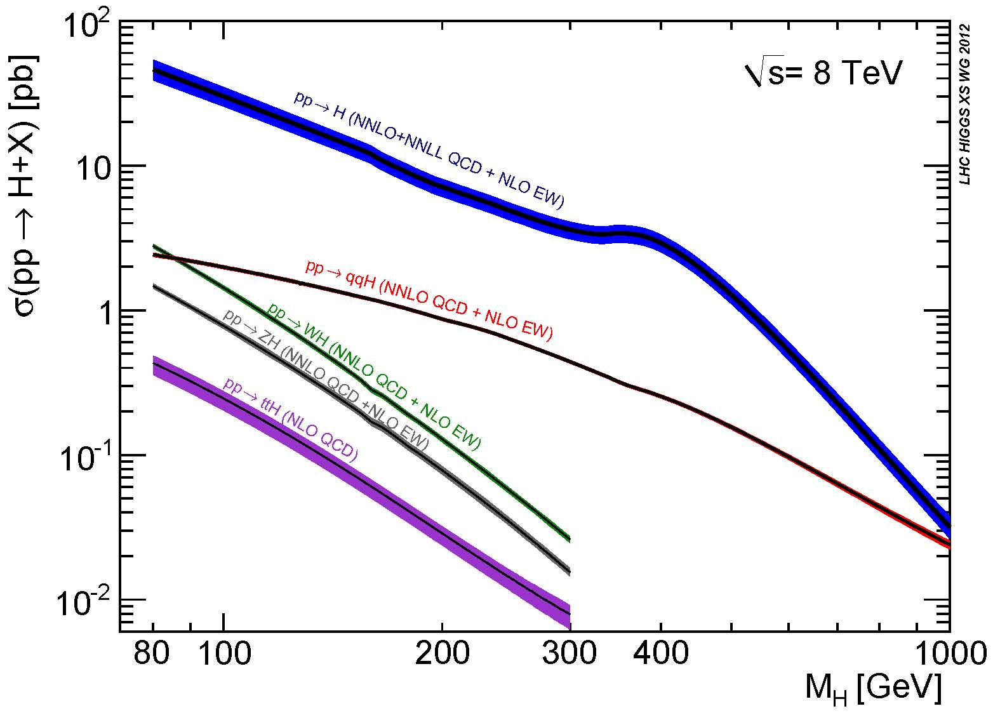 10²
10
1
10⁻¹
10⁻²
σ(pp → H+X) [pb]
√s= 8 TeV
LHC HIGGS XS WG 2012
pp → H (NNLO+NNLL QCD + NLO EW)
pp → qqH (NNLO QCD + NLO EW)
pp → WH (NNLO QCD + NLO EW)
pp → ZH (NNLO QCD +NLO EW)
pp → ttH (NLO QCD)
80 100 200 300 400 1000
M_H [GeV]